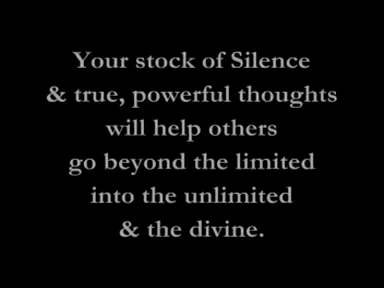 Your stock of Silence
& true, powerful thoughts
will help others
go beyond the limited
into the unlimited
& the divine.